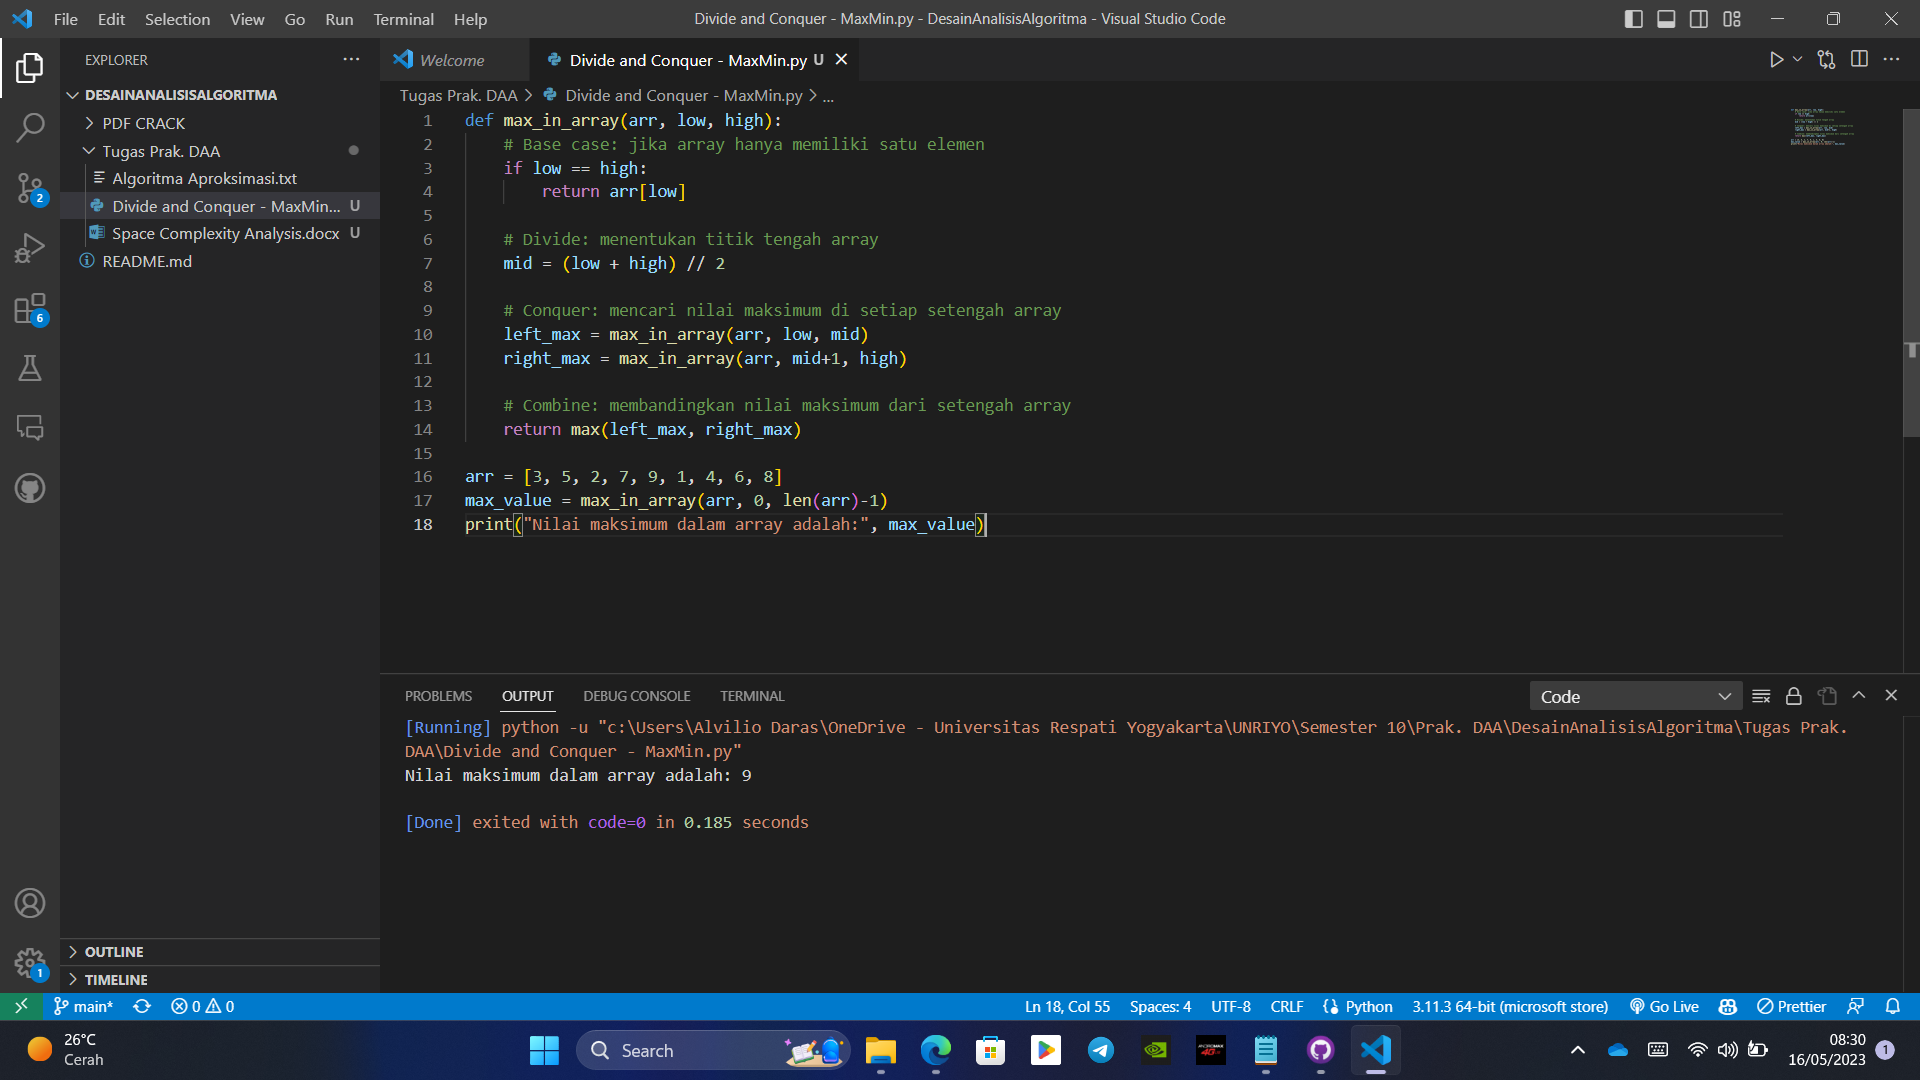 File Edit Selection View Go Run Terminal Help
Divide and Conquer - MaxMin.py - DesainAnalisisAlgoritma - Visual Studio Code
EXPLORER
DESAINANALISISALGORITMA
PDF CRACK
Tugas Prak. DAA
Algoritma Aproksimasi.txt
Divide and Conquer - MaxMin... U
Space Complexity Analysis.docx U
README.md
2
6
1
OUTLINE
TIMELINE
Welcome
Divide and Conquer - MaxMin.py U
Tugas Prak. DAA > Divide and Conquer - MaxMin.py > ...
1 def max_in_array(arr, low, high):
2     # Base case: jika array hanya memiliki satu elemen
3     if low == high:
4         return arr[low]
5
6     # Divide: menentukan titik tengah array
7     mid = (low + high) // 2
8
9     # Conquer: mencari nilai maksimum di setiap setengah array
10     left_max = max_in_array(arr, low, mid)
11     right_max = max_in_array(arr, mid+1, high)
12
13     # Combine: membandingkan nilai maksimum dari setengah array
14     return max(left_max, right_max)
15
16 arr = [3, 5, 2, 7, 9, 1, 4, 6, 8]
17 max_value = max_in_array(arr, 0, len(arr)-1)
18 print("Nilai maksimum dalam array adalah:", max_value)
PROBLEMS OUTPUT DEBUG CONSOLE TERMINAL
Code
[Running] python -u "c:\Users\Alvilio Daras\OneDrive - Universitas Respati Yogyakarta\UNRIYO\Semester 10\Prak. DAA\DesainAnalisisAlgoritma\Tugas Prak.
DAA\Divide and Conquer - MaxMin.py"
Nilai maksimum dalam array adalah: 9
[Done] exited with code=0 in 0.185 seconds
main* 0 0
Ln 18, Col 55 Spaces: 4 UTF-8 CRLF Python 3.11.3 64-bit (microsoft store) Go Live Prettier
26°C
Cerah
Search
08:30
16/05/2023
1